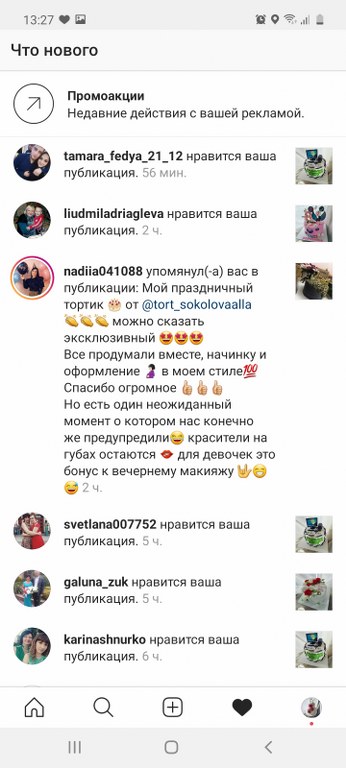 13:27
Что нового
Промоакции
Недавние действия с вашей рекламой.
tamara_fedya_21_12 нравится ваша
публикация. 56 мин.
liudmiladriagleva нравится ваша
публикация. 2 ч.
nadiia041088 упомянул(-а) вас в
публикации: Мой праздничный
тортик 🎂 от @tort_sokolovaalla
👏👏👏 можно сказать
эксклюзивный 😍😍😍
Все продумали вместе, начинку и
оформление 🤰 в моем стиле💯
Спасибо огромное 👍👍👍
Но есть один неожиданный
момент о котором нас конечно
же предупредили😂 красители на
губах остаются 💋 для девочек это
бонус к вечернему макияжу 🤟😁
😅 2 ч.
svetlana007752 нравится ваша
публикация. 5 ч.
galuna_zuk нравится ваша
публикация. 5 ч.
karinashnurko нравится ваша
публикация. 6 ч.